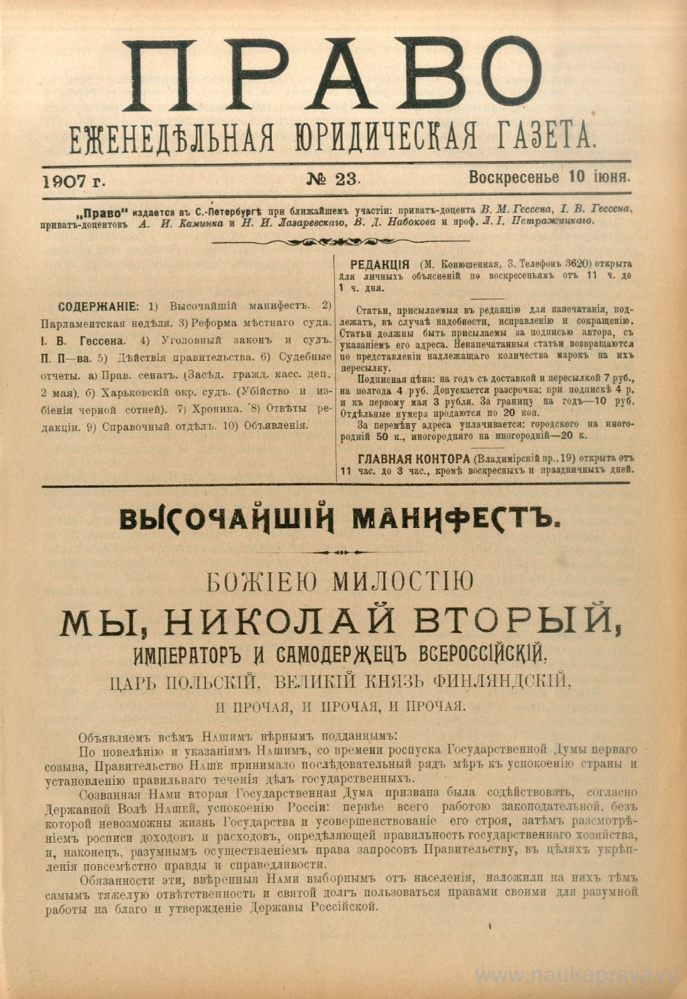 ПРАВО
ЕЖЕНЕДѢЛЬНАЯ ЮРИДИЧЕСКАЯ ГАЗЕТА.
1907 г. № 23. Воскресенье 10 іюня.
„Право“ издается въ С.-Петербургѣ при ближайшемъ участіи: приватъ-доцента В. М. Гессена, І. В. Гессена,
приватъ-доцентовъ А. И. Каминка и Н. И. Лазаревскаго, В. Д. Набокова и проф. Л. І. Петражицкаго.
СОДЕРЖАНІЕ: 1) Высочайшій манифестъ. 2)
Парламентская недѣля. 3) Реформа мѣстнаго суда.
І. В. Гессена. 4) Уголовный законъ и судъ.
П. П—ва. 5) Дѣйствія правительства. 6) Судебные
отчеты. а) Прав. сенатъ. (Засѣд. гражд. касс. деп.
2 мая). б) Харьковскій окр. судъ. (Убійство и из-
біенія черной сотней). 7) Хроника. 8) Отвѣты ре-
дакціи. 9) Справочный отдѣлъ. 10) Объявленія.
РЕДАКЦІЯ (М. Конюшенная, 3. Телефонъ 3620) открыта
для личныхъ объясненій по воскресеньямъ отъ 11 ч. до
1 ч. дня.
Статьи, присылаемыя въ редакцію для напечатанія, под-
лежатъ, въ случаѣ надобности, исправленію и сокращенію.
Статьи должны быть присылаемы за подписью автора, съ
указаніемъ его адреса. Ненапечатанныя статьи возвращаются
по представленіи надлежащаго количества марокъ на ихъ
пересылку.
Подписная цѣна: на годъ съ доставкой и пересылкой 7 руб.,
на полгода 4 руб. Допускается разсрочка: при подпискѣ 4 р.
и къ первому мая 3 рубля. За границу на годъ—10 руб.
Отдѣльные нумера продаются по 20 коп.
За перемѣну адреса уплачивается: городского на иного-
родній 50 к., иногородняго на иногородній—20 к.
ГЛАВНАЯ КОНТОРА (Владимірскій пр., 19) открыта отъ
11 час. до 3 час., кромѣ воскресныхъ и праздничныхъ дней.
ВЫСОЧАЙШІЙ МАНИФЕСТЪ.
БОЖІЕЮ МИЛОСТІЮ
МЫ, НИКОЛАЙ ВТОРЫЙ,
ИМПЕРАТОРЪ И САМОДЕРЖЕЦЪ ВСЕРОССІЙСКІЙ,
ЦАРЬ ПОЛЬСКІЙ, ВЕЛИКІЙ КНЯЗЬ ФИНЛЯНДСКІЙ,
И ПРОЧАЯ, И ПРОЧАЯ, И ПРОЧАЯ.
Объявляемъ всѣмъ Нашимъ вѣрнымъ подданнымъ:
По повелѣнію и указаніямъ Нашимъ, со времени роспуска Государственной Думы перваго
созыва, Правительство Наше принимало послѣдовательный рядъ мѣръ къ успокоенію страны и
установленію правильнаго теченія дѣлъ государственныхъ.
Созванная Нами вторая Государственная Дума призвана была содѣйствовать, согласно
Державной Волѣ Нашей, успокоенію Россіи: первѣе всего работою законодательной, безъ
которой невозможны жизнь Государства и усовершенствованіе его строя, затѣмъ разсмотрѣ-
ніемъ росписи доходовъ и расходовъ, опредѣляющей правильность государственнаго хозяйства,
и, наконецъ, разумнымъ осуществленіемъ права запросовъ Правительству, въ цѣляхъ укрѣп-
ленія повсемѣстно правды и справедливости.
Обязанности эти, ввѣренныя Нами выборнымъ отъ населенія, наложили на нихъ тѣмъ
самымъ тяжелую отвѣтственность и святой долгъ пользоваться правами своими для разумной
работы на благо и утвержденіе Державы Россійской.
www.naukaprava.ru